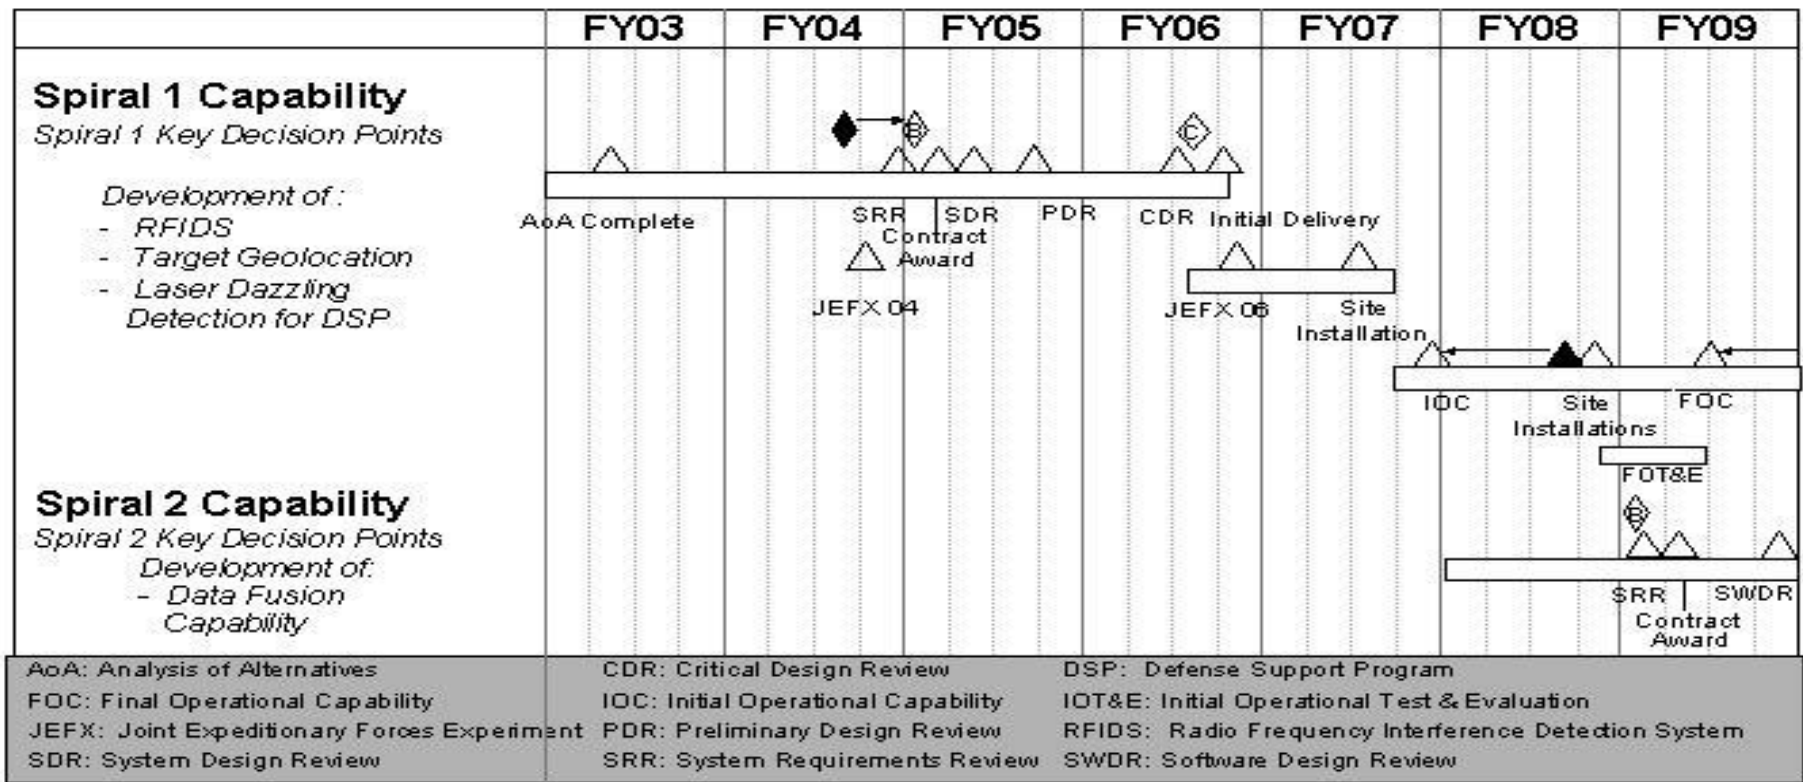 FY03 FY04 FY05 FY06 FY07 FY08 FY09
Spiral 1 Capability
Spiral 1 Key Decision Points
B C
Development of :
- RFIDS
- Target Geolocation
- Laser Dazzling
Detection for DSP
AoA Complete SRR SDR PDR CDR Initial Delivery
Contract
Award
JEFX 04 JEFX 06 Site
Installation
IOC Site FOC
Installations
FOT&E
Spiral 2 Capability
Spiral 2 Key Decision Points
B
Development of:
- Data Fusion
Capability
SRR SWDR
Contract
Award
AoA: Analysis of Alternatives CDR: Critical Design Review DSP: Defense Support Program
FOC: Final Operational Capability IOC: Initial Operational Capability IOT&E: Initial Operational Test & Evaluation
JEFX: Joint Expeditionary Forces Experiment PDR: Preliminary Design Review RFIDS: Radio Frequency Interference Detection System
SDR: System Design Review SRR: System Requirements Review SWDR: Software Design Review